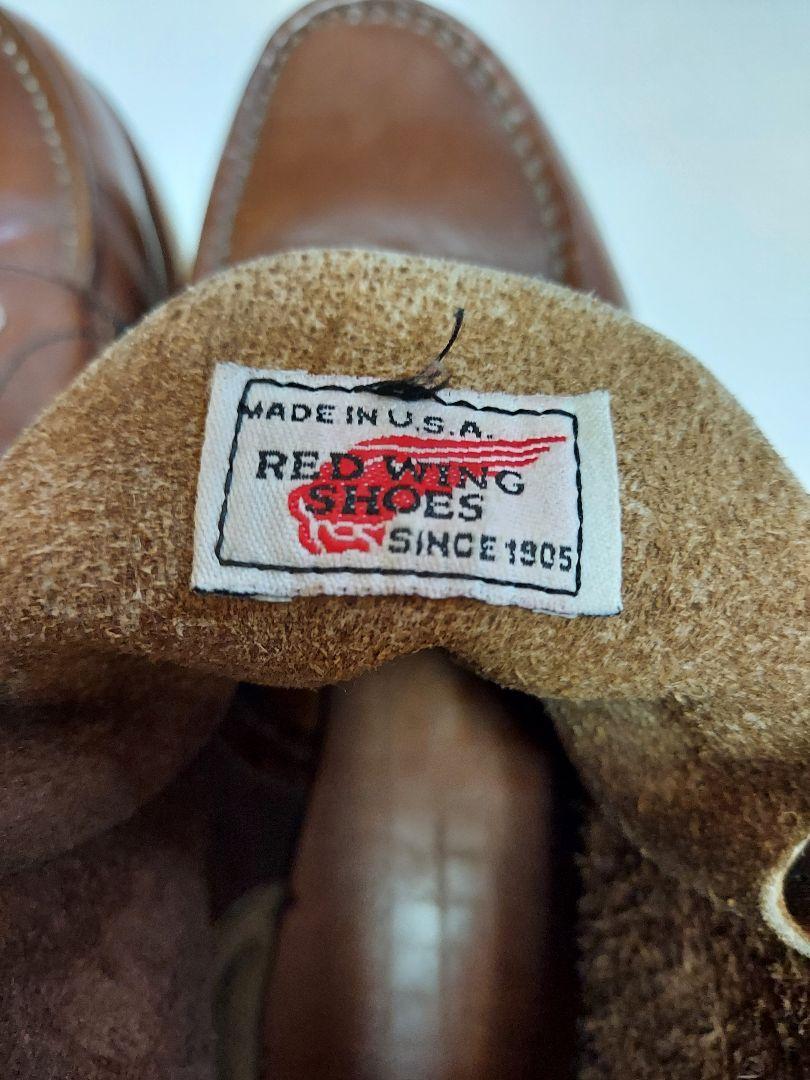 MADE IN U.S.A.
RED WING
SHOES
SINCE 1905